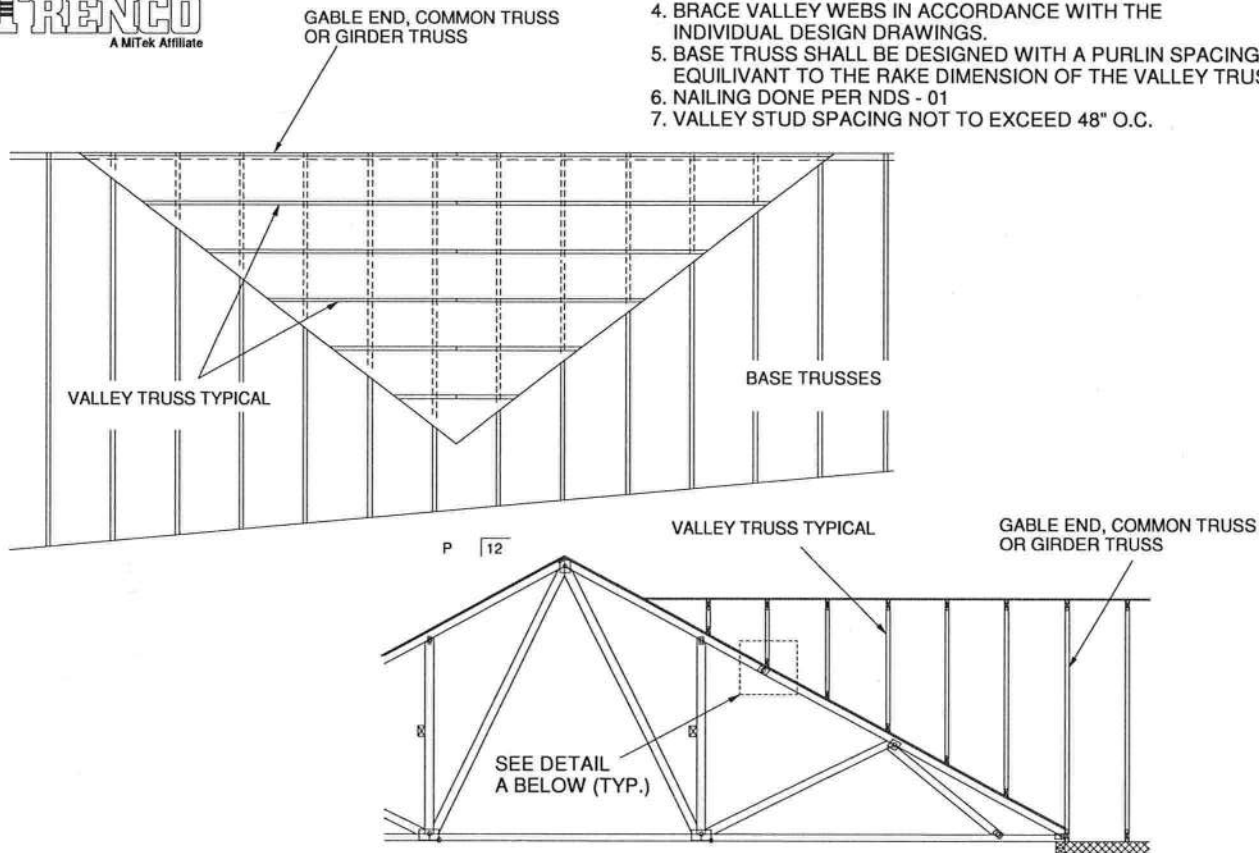 TRENCO
A MiTek Affiliate
GABLE END, COMMON TRUSS
OR GIRDER TRUSS
4. BRACE VALLEY WEBS IN ACCORDANCE WITH THE
INDIVIDUAL DESIGN DRAWINGS.
5. BASE TRUSS SHALL BE DESIGNED WITH A PURLIN SPACING
EQUILIVANT TO THE RAKE DIMENSION OF THE VALLEY
6. NAILING DONE PER NDS - 01
7. VALLEY STUD SPACING NOT TO EXCEED 48" O.C.
VALLEY TRUSS TYPICAL
BASE TRUSSES
P 12
VALLEY TRUSS TYPICAL
GABLE END, COMMON TRUSS
OR GIRDER TRUSS
SEE DETAIL
A BELOW (TYP.)